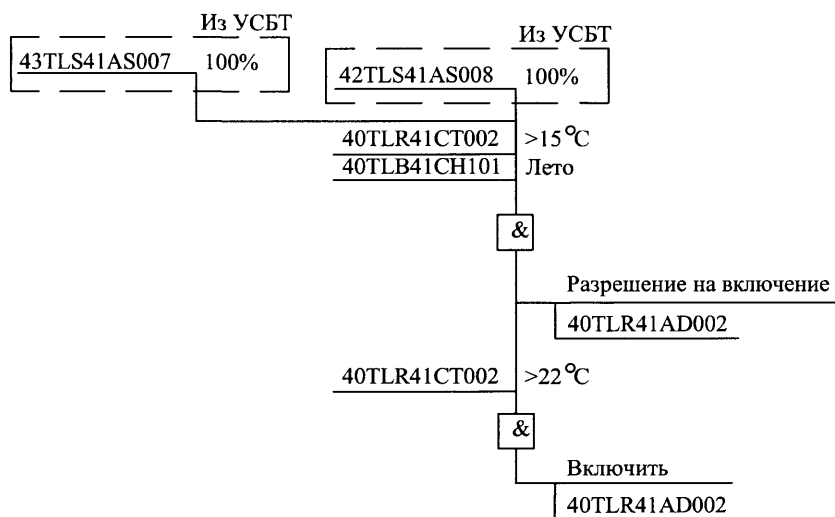 Из УСБТ
43TLS41AS007 100%
Из УСБТ
42TLS41AS008 100%
40TLR41CT002 >15°C
40TLB41CH101 Лето
&
Разрешение на включение
40TLR41AD002
40TLR41CT002 >22°C
&
Включить
40TLR41AD002